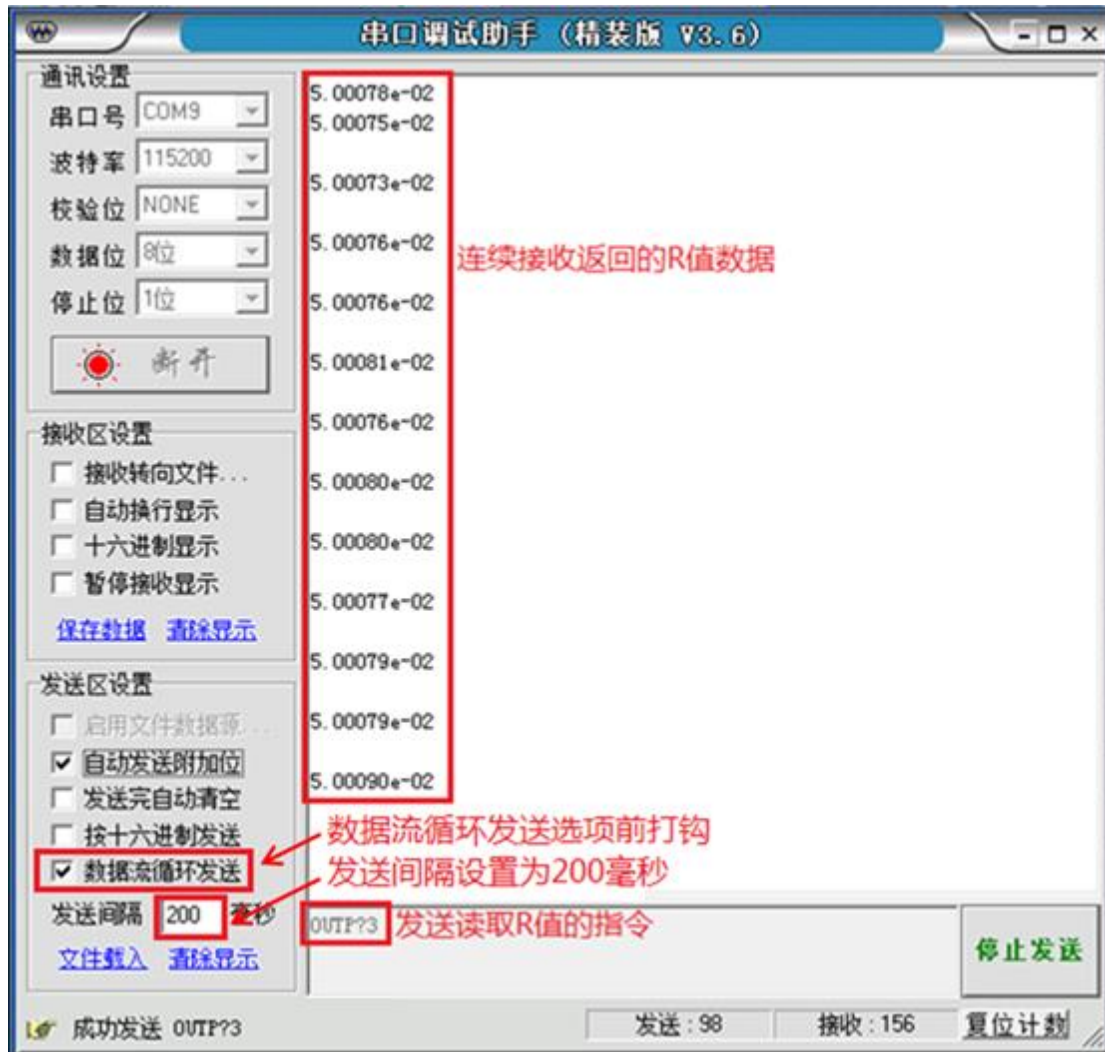 串口调试助手 (精装版 V3.6)
通讯设置
串口号 COM9
波特率 115200
校验位 NONE
数据位 8位
停止位 1位
断开
接收区设置
接收转向文件...
自动换行显示
十六进制显示
暂停接收显示
保存数据 清除显示
发送区设置
启用文件数据源...
自动发送附加位
发送完自动清空
按十六进制发送
数据流循环发送
发送间隔 200 毫秒
文件载入 清除显示
5.00078e-02
5.00075e-02
5.00073e-02
5.00076e-02
连续接收返回的R值数据
5.00076e-02
5.00081e-02
5.00076e-02
5.00080e-02
5.00080e-02
5.00077e-02
5.00079e-02
5.00079e-02
5.00090e-02
数据流循环发送选项前打钩
发送间隔设置为200毫秒
OUTP?3 发送读取R值的指令
停止发送
成功发送 OUTP?3
发送:98
接收:156
复位计数